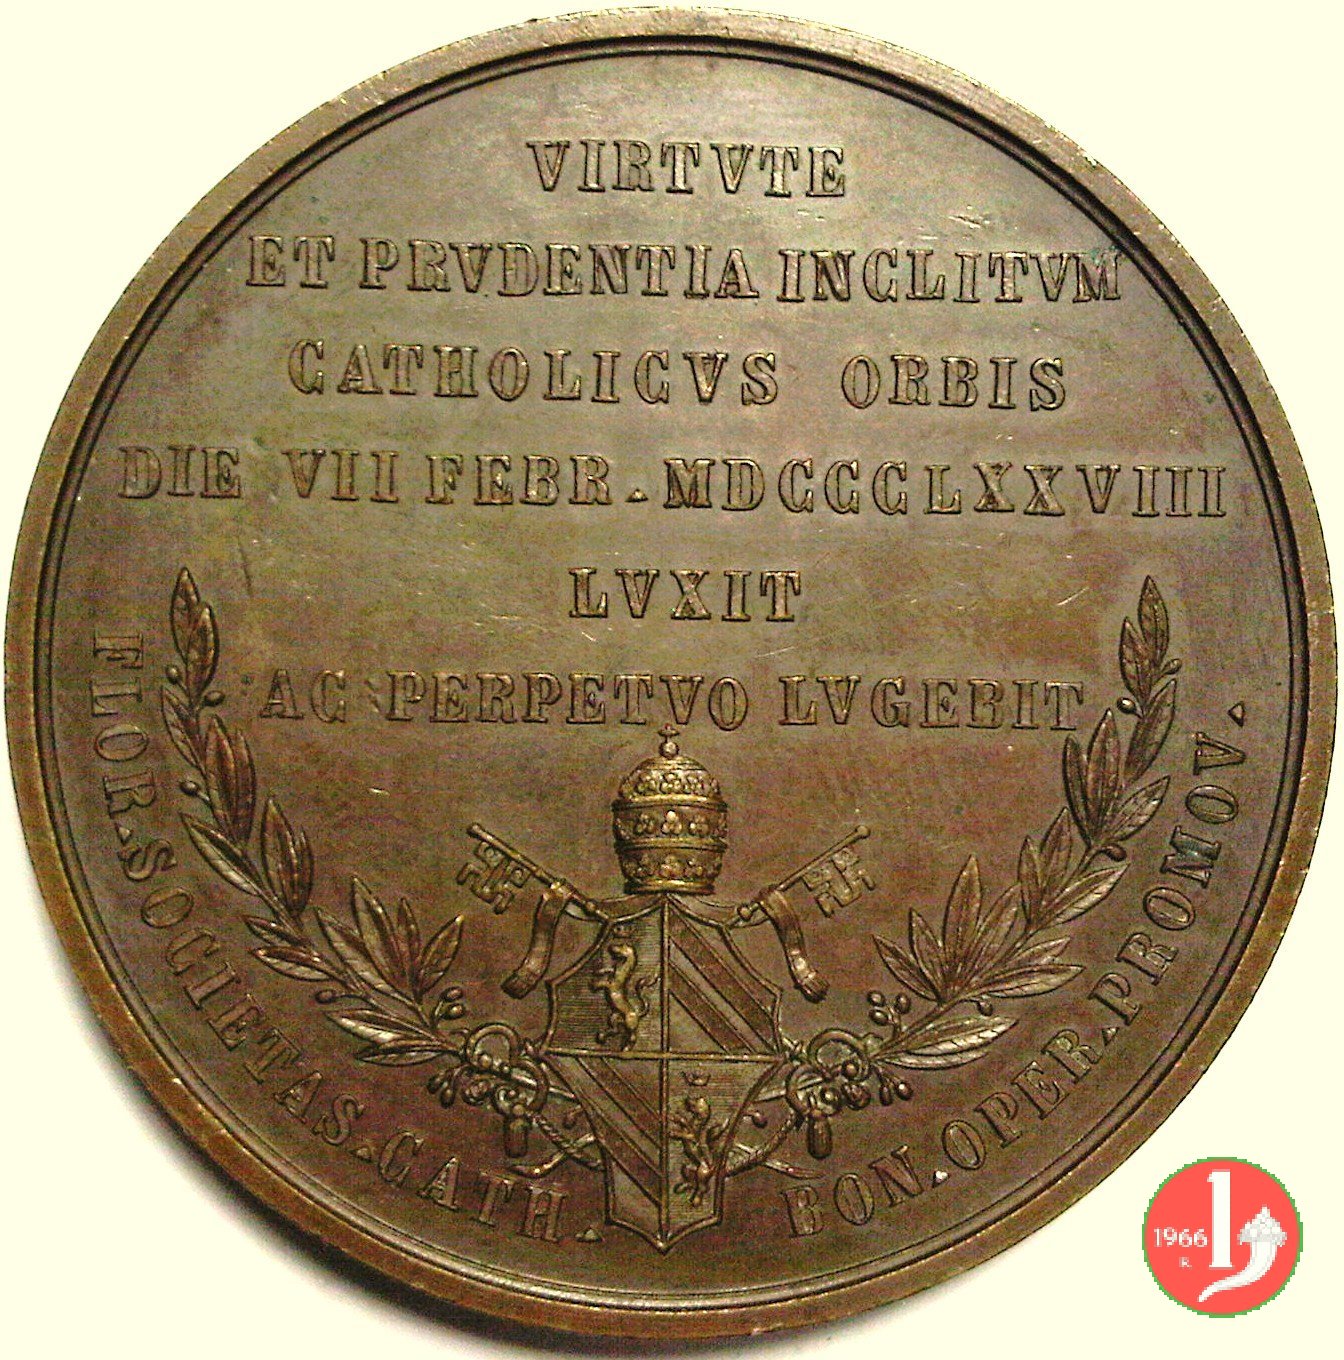 VIRTVTE
ET PRVDENTIA INCLITVM
CATHOLICVS ORBIS
DIE VII FEBR. MDCCCLXXVIII
LVXIT
AC PERPETVO LVGEBIT
FLOR. SOCIETAS. CATH. BON. OPER. PROMOV.
1966
R